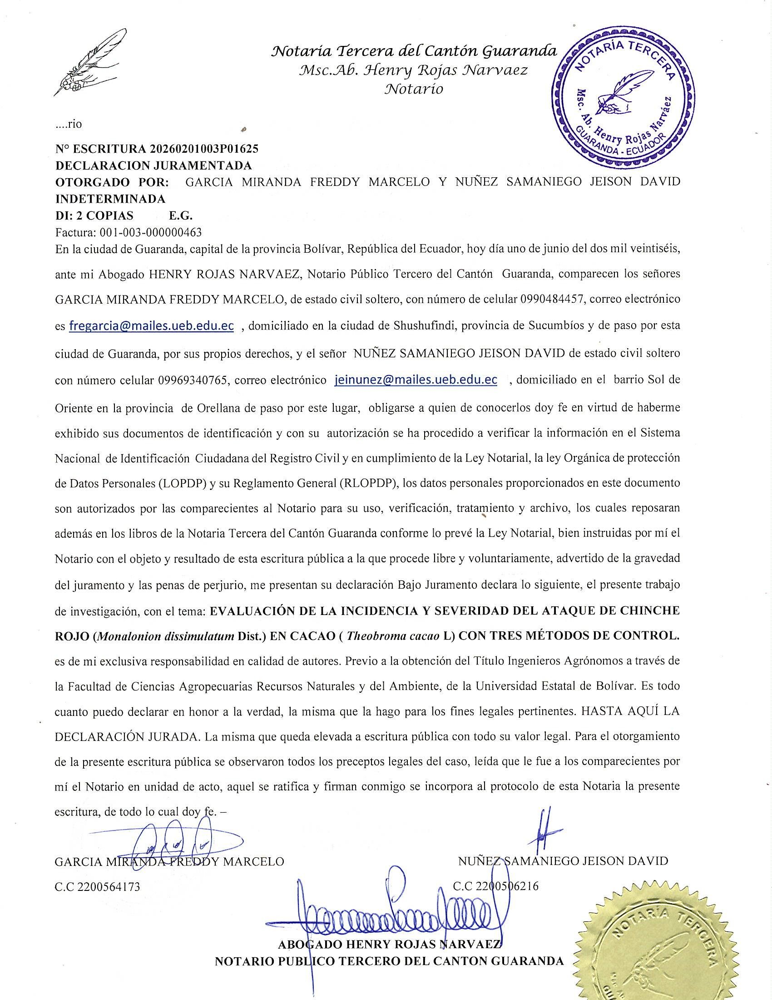 Notaría Tercera del Cantón Guaranda
Msc.Ab. Henry Rojas Narvaez
Notario
NOTARÍA TERCERA
Msc. Ab. Henry Rojas Narváez
GUARANDA - ECUADOR
....rio
N° ESCRITURA 20260201003P01625
DECLARACION JURAMENTADA
OTORGADO POR: GARCIA MIRANDA FREDDY MARCELO Y NUÑEZ SAMANIEGO JEISON DAVID
INDETERMINADA
DI: 2 COPIAS E.G.
Factura: 001-003-000000463
En la ciudad de Guaranda, capital de la provincia Bolívar, República del Ecuador, hoy día uno de junio del dos mil veintiséis,
ante mi Abogado HENRY ROJAS NARVAEZ, Notario Público Tercero del Cantón Guaranda, comparecen los señores
GARCIA MIRANDA FREDDY MARCELO, de estado civil soltero, con número de celular 0990484457, correo electrónico
es fregarcia@mailes.ueb.edu.ec , domiciliado en la ciudad de Shushufindi, provincia de Sucumbíos y de paso por esta
ciudad de Guaranda, por sus propios derechos, y el señor NUÑEZ SAMANIEGO JEISON DAVID de estado civil soltero
con número celular 09969340765, correo electrónico jeinunez@mailes.ueb.edu.ec , domiciliado en el barrio Sol de
Oriente en la provincia de Orellana de paso por este lugar, obligarse a quien de conocerlos doy fe en virtud de haberme
exhibido sus documentos de identificación y con su autorización se ha procedido a verificar la información en el Sistema
Nacional de Identificación Ciudadana del Registro Civil y en cumplimiento de la Ley Notarial, la ley Orgánica de protección
de Datos Personales (LOPDP) y su Reglamento General (RLOPDP), los datos personales proporcionados en este documento
son autorizados por las comparecientes al Notario para su uso, verificación, tratamiento y archivo, los cuales reposaran
además en los libros de la Notaria Tercera del Cantón Guaranda conforme lo prevé la Ley Notarial, bien instruidas por mí el
Notario con el objeto y resultado de esta escritura pública a la que procede libre y voluntariamente, advertido de la gravedad
del juramento y las penas de perjurio, me presentan su declaración Bajo Juramento declara lo siguiente, el presente trabajo
de investigación, con el tema: EVALUACIÓN DE LA INCIDENCIA Y SEVERIDAD DEL ATAQUE DE CHINCHE
ROJO (Monalonion dissimulatum Dist.) EN CACAO ( Theobroma cacao L) CON TRES MÉTODOS DE CONTROL.
es de mi exclusiva responsabilidad en calidad de autores. Previo a la obtención del Título Ingenieros Agrónomos a través de
la Facultad de Ciencias Agropecuarias Recursos Naturales y del Ambiente, de la Universidad Estatal de Bolívar. Es todo
cuanto puedo declarar en honor a la verdad, la misma que la hago para los fines legales pertinentes. HASTA AQUÍ LA
DECLARACIÓN JURADA. La misma que queda elevada a escritura pública con todo su valor legal. Para el otorgamiento
de la presente escritura pública se observaron todos los preceptos legales del caso, leída que le fue a los comparecientes por
mí el Notario en unidad de acto, aquel se ratifica y firman conmigo se incorpora al protocolo de esta Notaria la presente
escritura, de todo lo cual doy fe. –
GARCIA MIRANDA FREDDY MARCELO NUÑEZ SAMANIEGO JEISON DAVID
C.C 2200564173 C.C 2200506216
ABOGADO HENRY ROJAS NARVAEZ
NOTARIO PUBLICO TERCERO DEL CANTON GUARANDA
NOTARÍA TERCERA